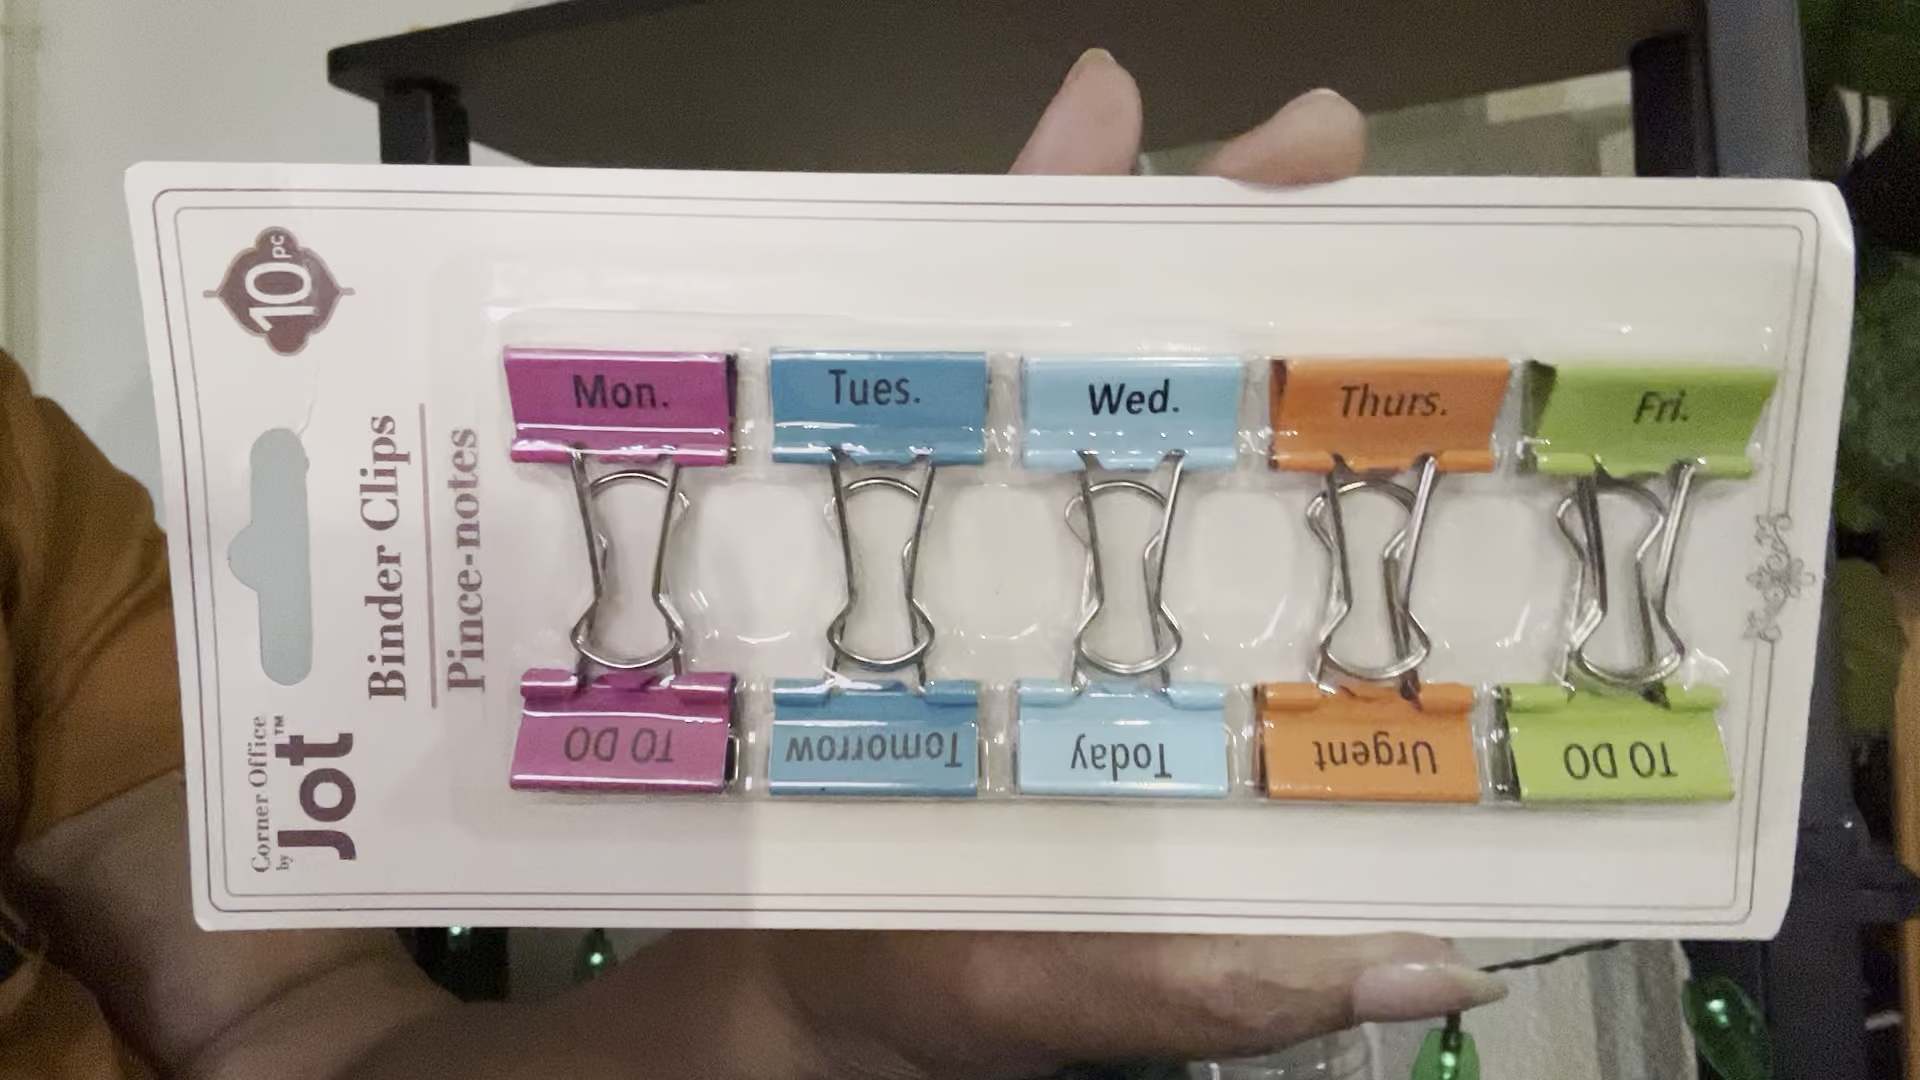 10 PC
Corner Office
by Jot™
Binder Clips
Pince-notes
Mon.
Tues.
Wed.
Thurs.
Fri.
TO DO
Tomorrow
Today
Urgent
TO DO